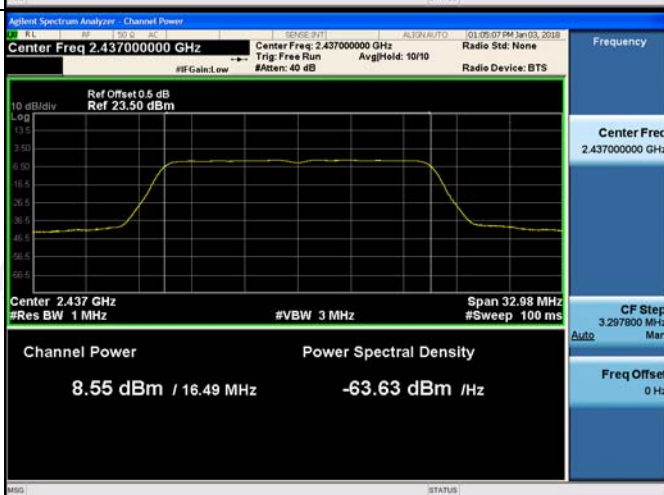 Agilent Spectrum Analyzer - Channel Power
RL RF 50 Ω AC SENSE:INT ALIGN AUTO 01:05:07 PM Jan 03, 2018
Center Freq 2.437000000 GHz
Center Freq: 2.437000000 GHz
Radio Std: None
Trig: Free Run Avg|Hold: 10/10
#IFGain:Low
#Atten: 40 dB
Radio Device: BTS
Frequency
Ref Offset 0.5 dB
10 dB/div Ref 23.50 dBm
Log
13.5
3.50
-6.50
-16.5
-26.5
-36.5
-46.5
-56.5
-66.5
Center Freq
2.437000000 GHz
Center 2.437 GHz
Span 32.98 MHz
#Res BW 1 MHz
#VBW 3 MHz
#Sweep 100 ms
CF Step
3.297800 MHz
Auto Man
Channel Power
Power Spectral Density
8.55 dBm / 16.49 MHz
-63.63 dBm /Hz
Freq Offset
0 Hz
MSG
STATUS